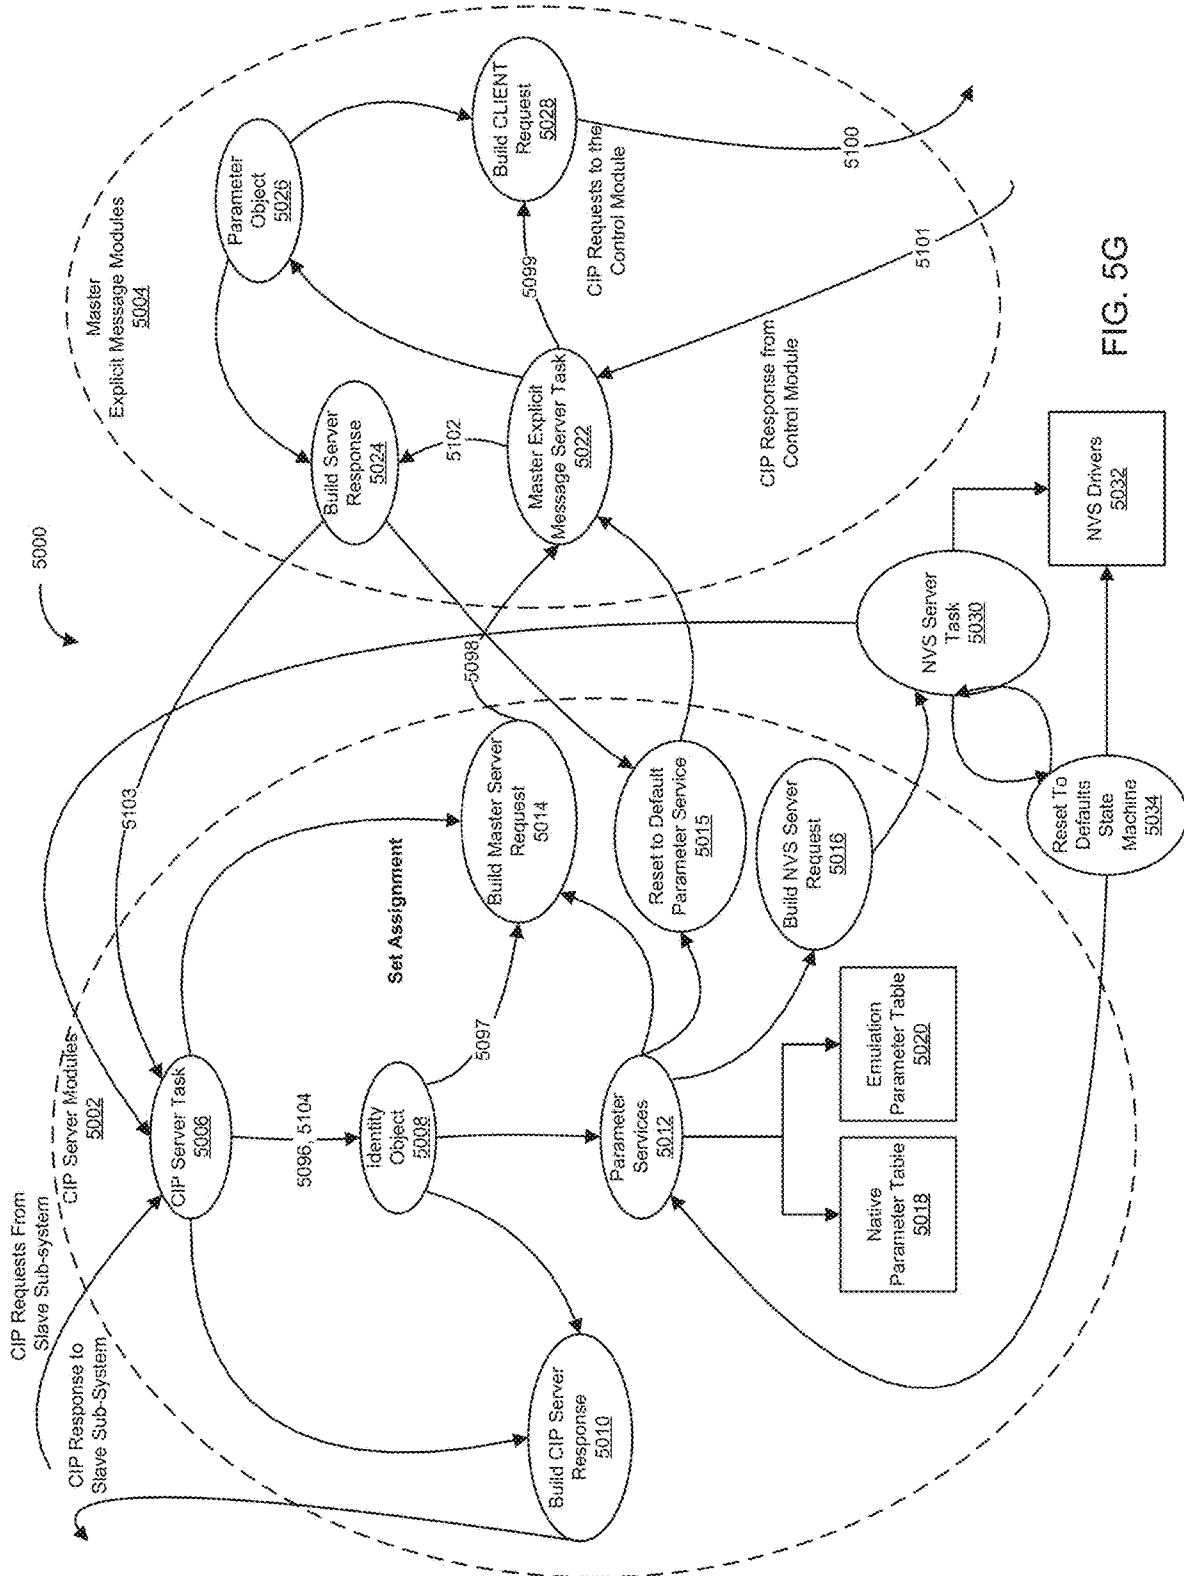 CIP Requests From
Slave Sub-system
CIP Response to
Slave Sub-System
CIP Server Modules
5002
CIP Server Task
5006
5096, 5104
Identity
Object
5008
5097
Build CIP Server
Response
5010
Parameter
Services
5012
Native
Parameter Table
5018
Emulation
Parameter Table
5020
Set Assignment
Build Master Server
Request
5014
Reset to Default
Parameter Service
5015
Build NVS Server
Request
5016
5103
5098
5000
Master
Explicit Message Modules
5004
Build Server
Response
5024
5102
Master Explicit
Message Server Task
5022
Parameter
Object
5026
5099
Build CLIENT
Request
5028
CIP Requests to the
Control Module
5100
5101
CIP Response from
Control Module
NVS Server
Task
5030
NVS Drivers
5032
Reset To
Defaults
State
Machine
5034
FIG. 5G